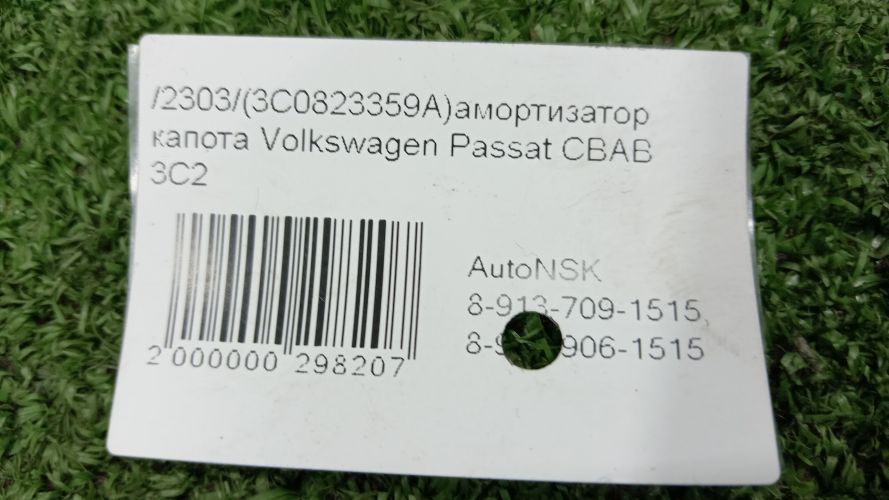 /2303/(3C0823359A)амортизатор
капота Volkswagen Passat CBAB
3C2
AutoNSK
8-913-709-1515,
906-1515
2 000000 298207